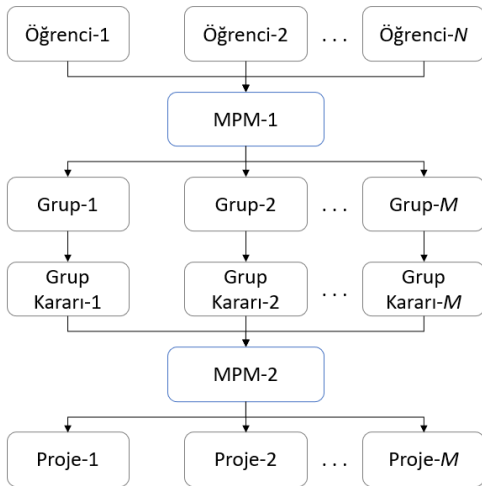 Öğrenci-1 Öğrenci-2 . . . Öğrenci-N
MPM-1
Grup-1 Grup-2 . . . Grup-M
Grup Grup Grup
Kararı-1 Kararı-2 . . . Kararı-M
MPM-2
Proje-1 Proje-2 . . . Proje-M